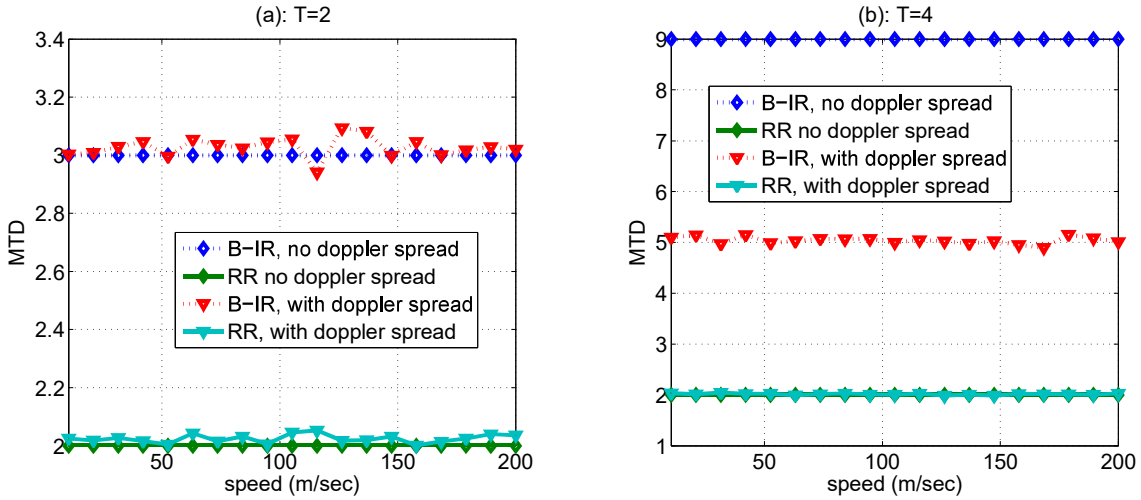 (a): T=2
3.4
3.2
3
2.8
2.6
2.4
2.2
2
MTD
B−IR, no doppler spread
RR no doppler spread
B−IR, with doppler spread
RR, with doppler spread
50
100
150
200
speed (m/sec)
(b): T=4
9
8
7
6
5
4
3
2
1
MTD
B−IR, no doppler spread
RR no doppler spread
B−IR, with doppler spread
RR, with doppler spread
50
100
150
200
speed (m/sec)